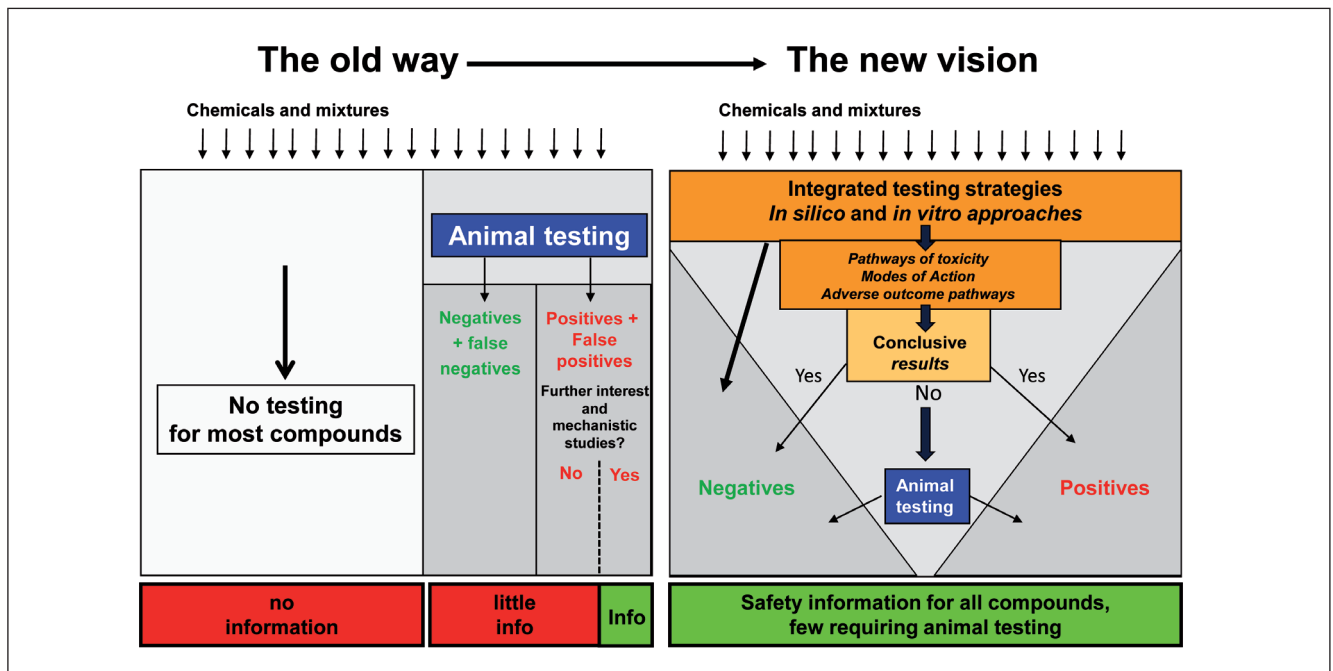 The old way
The new vision
Chemicals and mixtures
No testing
for most compounds
Animal testing
Negatives
+ false
negatives
Positives +
False
positives
Further interest
and
mechanistic
studies?
No
Yes
no
information
little
info
Info
Chemicals and mixtures
Integrated testing strategies
In silico and in vitro approaches
Pathways of toxicity
Modes of Action
Adverse outcome pathways
Conclusive
results
Yes
Yes
No
Negatives
Animal
testing
Positives
Safety information for all compounds,
few requiring animal testing